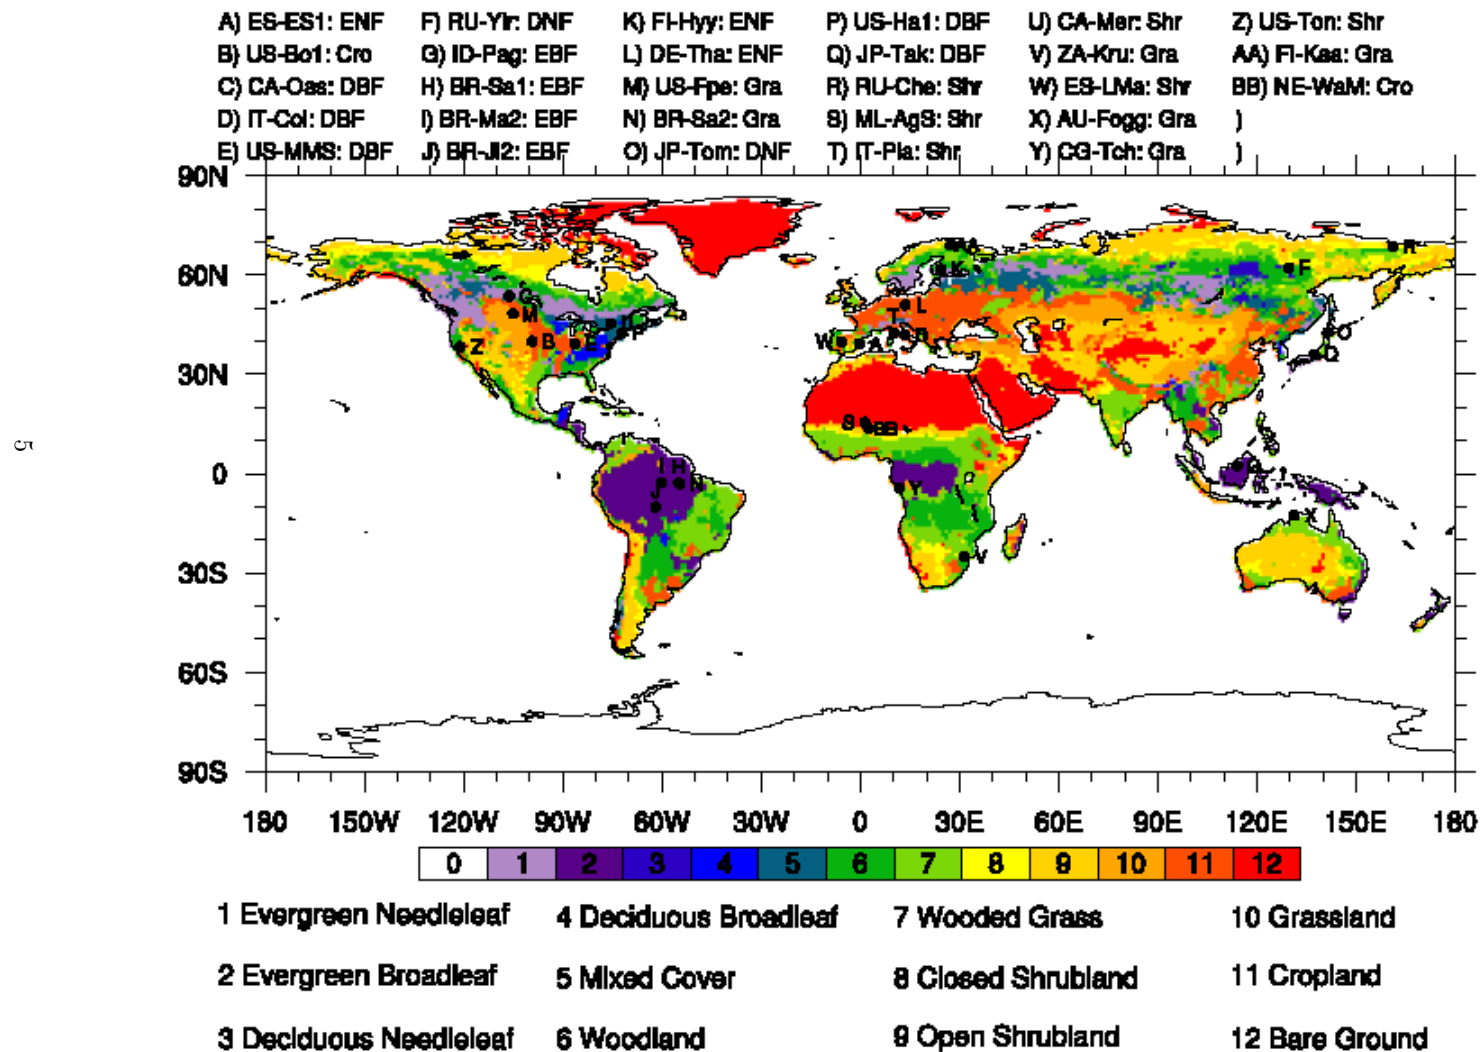 A) ES-ES1: ENF F) RU-Ylr: DNF K) FI-Hyy: ENF P) US-Ha1: DBF U) CA-Mer: Shr Z) US-Ton: Shr
B) US-Bo1: Cro G) ID-Pag: EBF L) DE-Tha: ENF Q) JP-Tak: DBF V) ZA-Kru: Gra AA) FI-Kaa: Gra
C) CA-Oas: DBF H) BR-Sa1: EBF M) US-Fpe: Gra R) RU-Che: Shr W) ES-LMa: Shr BB) NE-WaM: Cro
D) IT-Col: DBF I) BR-Ma2: EBF N) BR-Sa2: Gra S) ML-AgS: Shr X) AU-Fogg: Gra )
E) US-MMS: DBF J) BR-Ji2: EBF O) JP-Tom: DNF T) IT-Pia: Shr Y) CG-Tch: Gra )
90N
R
60N K F
C L
M
T O
Z B E P W A D Q
30N
S BB
0 I H
J N Y
X
30S V
60S
90S
180 150W 120W 90W 60W 30W 0 30E 60E 90E 120E 150E 180
0 1 2 3 4 5 6 7 8 9 10 11 12
1 Evergreen Needleleaf 4 Deciduous Broadleaf 7 Wooded Grass 10 Grassland
2 Evergreen Broadleaf 5 Mixed Cover 8 Closed Shrubland 11 Cropland
3 Deciduous Needleleaf 6 Woodland 9 Open Shrubland 12 Bare Ground
5